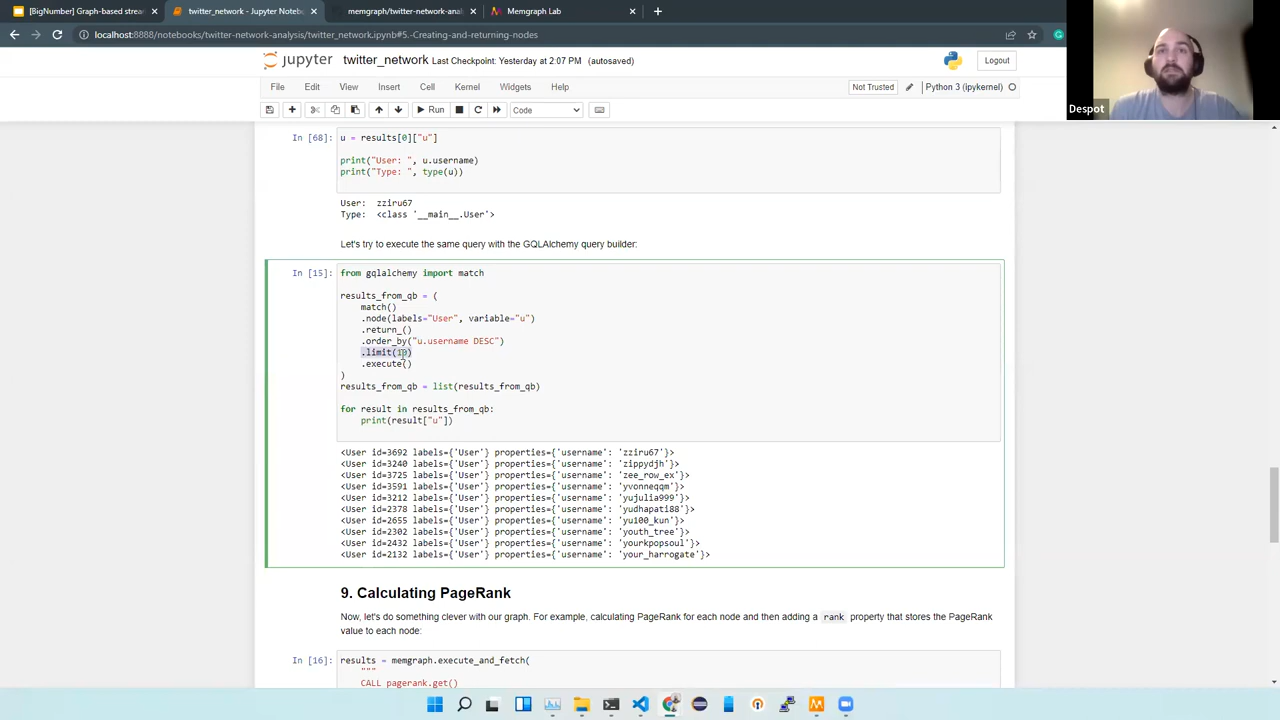 [BigNumber] Graph-based strea
twitter_network - Jupyter Notebo
memgraph/twitter-network-anal
Memgraph Lab
localhost:8888/notebooks/twitter-network-analysis/twitter_network.ipynb#5.-Creating-and-returning-nodes
jupyter twitter_network Last Checkpoint: Yesterday at 2:07 PM (autosaved)
Logout
File Edit View Insert Cell Kernel Widgets Help
Not Trusted
Python 3 (ipykernel)
Run
Code
Despot
In [68]: u = results[0]["u"]
print("User: ", u.username)
print("Type: ", type(u))
User: zziru67
Type: <class '__main__.User'>
Let's try to execute the same query with the GQLAlchemy query builder:
In [15]: from gqlalchemy import match
results_from_qb = (
match()
.node(labels="User", variable="u")
.return_()
.order_by("u.username DESC")
.limit(10)
.execute()
)
results_from_qb = list(results_from_qb)
for result in results_from_qb:
print(result["u"])
<User id=3692 labels={'User'} properties={'username': 'zziru67'}>
<User id=3240 labels={'User'} properties={'username': 'zippydjh'}>
<User id=3725 labels={'User'} properties={'username': 'zee_row_ex'}>
<User id=3591 labels={'User'} properties={'username': 'yvonneqqm'}>
<User id=3212 labels={'User'} properties={'username': 'yujulia999'}>
<User id=2378 labels={'User'} properties={'username': 'yudhapati88'}>
<User id=2655 labels={'User'} properties={'username': 'yu100_kun'}>
<User id=2302 labels={'User'} properties={'username': 'youth_tree'}>
<User id=2432 labels={'User'} properties={'username': 'yourkpopsoul'}>
<User id=2132 labels={'User'} properties={'username': 'your_harrogate'}>
9. Calculating PageRank
Now, let's do something clever with our graph. For example, calculating PageRank for each node and then adding a rank property that stores the PageRank
value to each node:
In [16]: results = memgraph.execute_and_fetch(
"""
CALL pagerank.get()